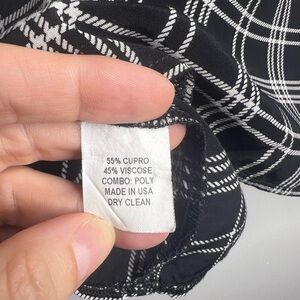 55% CUPRO
45% VISCOSE
COMBO: POLY
MADE IN USA
DRY CLEAN